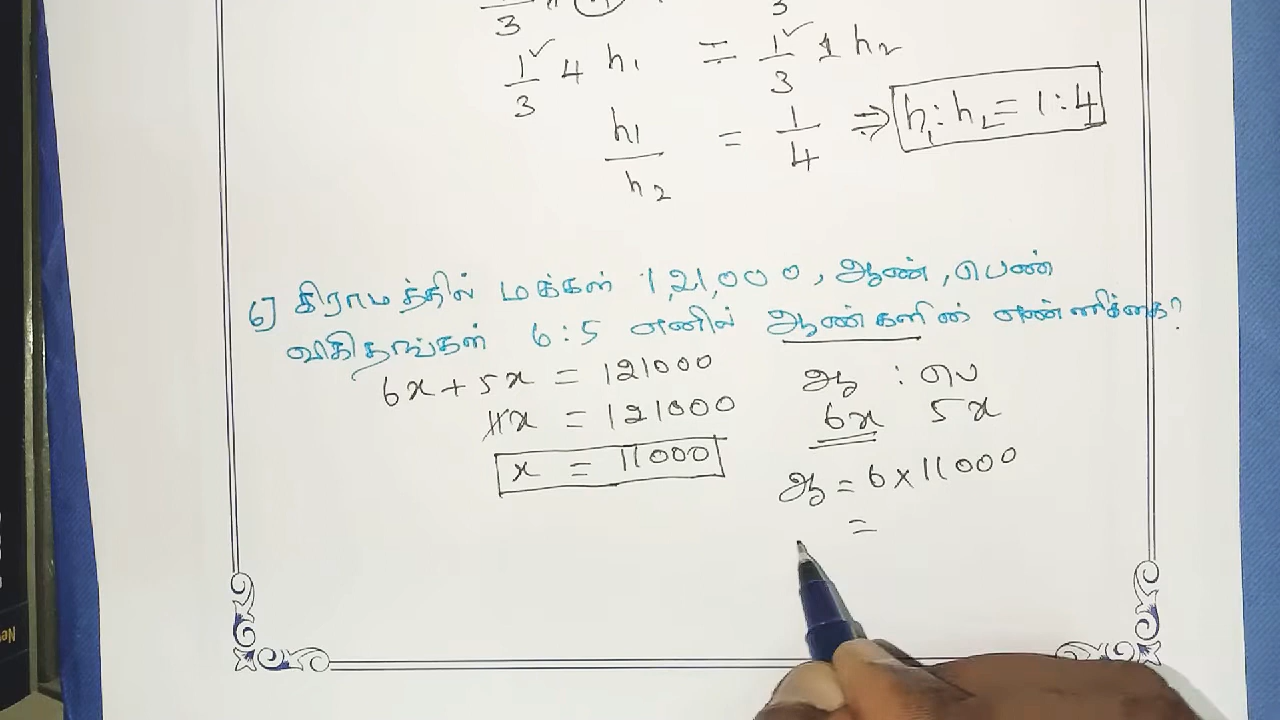 3 3
1/3 4 h₁ = 1/3 1 h₂
h₁/h₂ = 1/4 ⇒ h₁ : h₂ = 1 : 4
6] கிராமத்தில் மக்கள் 1,21,000, ஆண், பெண்
விகிதங்கள் 6 : 5 எனில் ஆண்களின் எண்ணிக்கை?
6x + 5x = 121000
11x = 121000
x = 11000
ஆ : பெ
6x 5x
ஆ = 6 x 11000
=